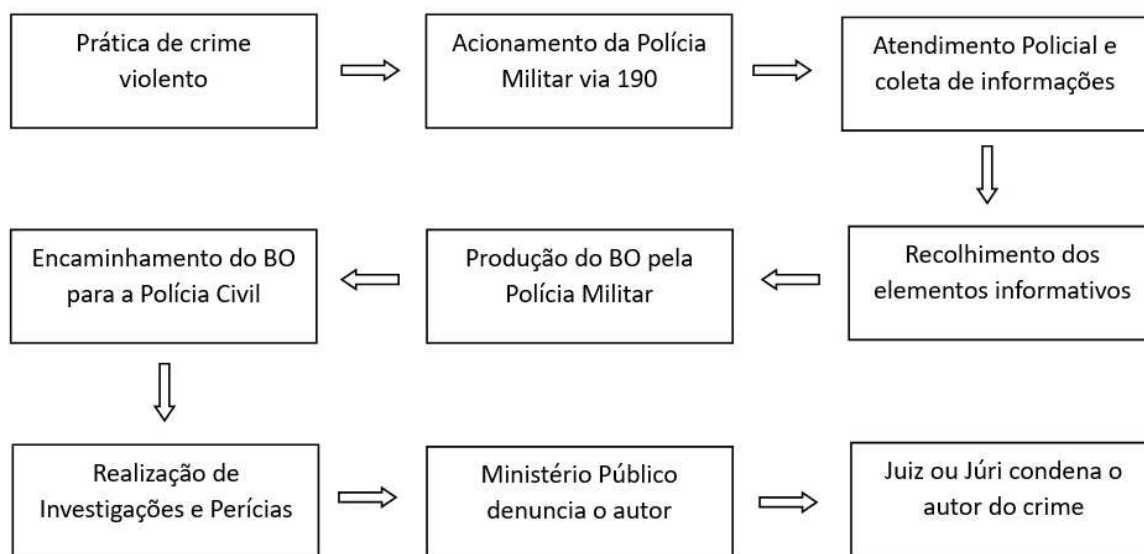 Prática de crime
violento
Acionamento da Polícia
Militar via 190
Atendimento Policial e
coleta de informações
Recolhimento dos
elementos informativos
Produção do BO pela
Polícia Militar
Encaminhamento do BO
para a Polícia Civil
Realização de
Investigações e Perícias
Ministério Público
denuncia o autor
Juiz ou Júri condena o
autor do crime